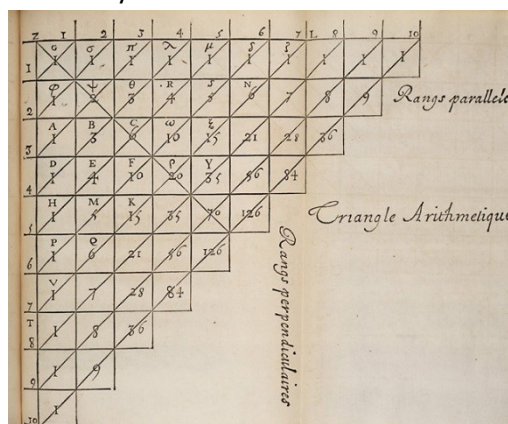 Z 1 2 3 4 5 6 7 L 8 9 10
σ π λ μ
1 1 1 1 1 1 1 1 1 1 1
φ ψ θ R S N
2 1 2 3 4 5 6 7 8 9 Rangs paralleles
A B C ω ξ
3 1 3 6 10 15 21 28 36
D E F ρ Y
4 1 4 10 20 35 56 84
H M K
5 1 5 15 35 70 126 Triangle Arithmetique
P Q
6 1 6 21 56 126
V
7 1 7 28 84
T
8 1 8 36
9 1 9
10 1
Rangs perpendiculaires